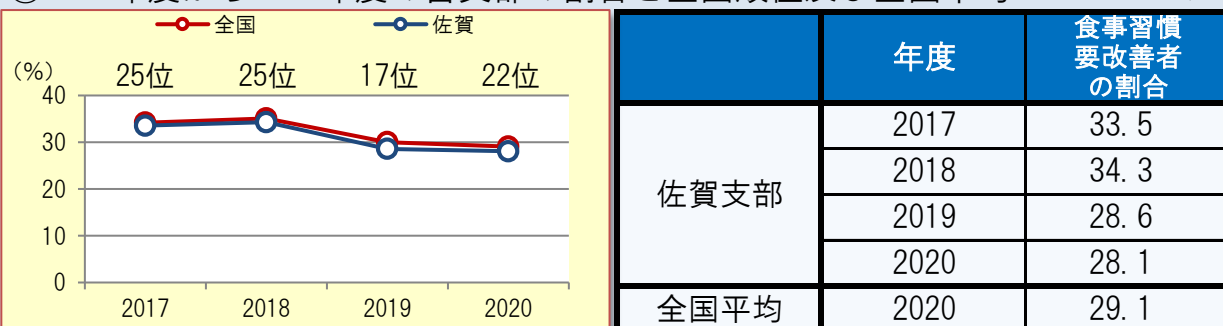 全国 佐賀
(%) 25位 25位 17位 22位
40
30
20
10
0
2017 2018 2019 2020
年度 食事習慣
要改善者
の割合
佐賀支部 2017 33.5
2018 34.3
2019 28.6
2020 28.1
全国平均 2020 29.1